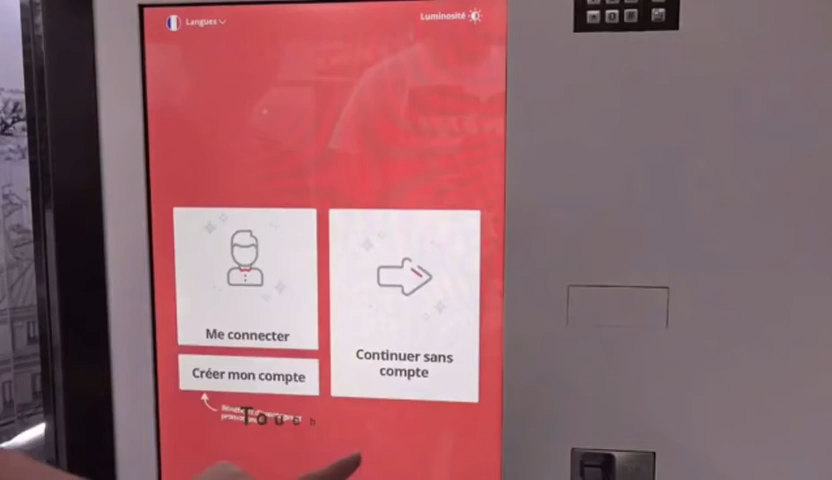 Langues
Luminosité
Me connecter
Continuer sans
compte
Créer mon compte
Touch